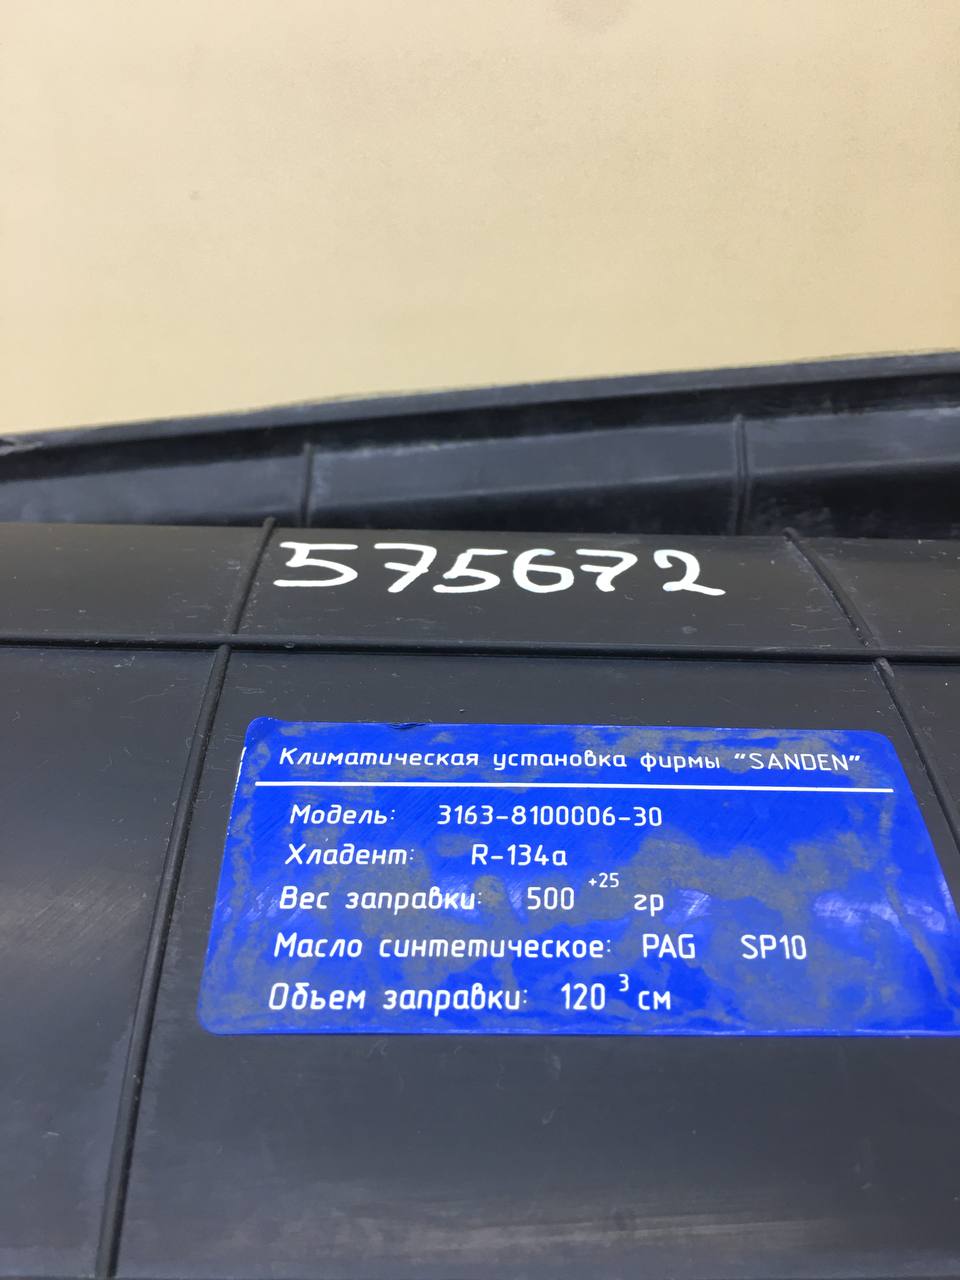 575672
Климатическая установка фирмы "SANDEN"
Модель: 3163-8100006-30
Хладент: R-134a
Вес заправки: 500 +25 гр
Масло синтетическое: PAG SP10
Объем заправки: 120 3 см